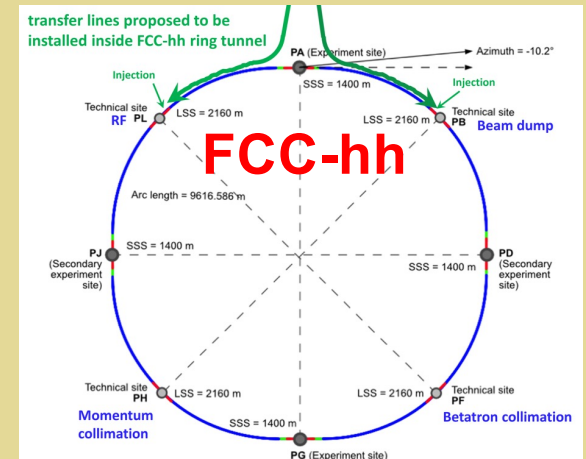 transfer lines proposed to be
installed inside FCC-hh ring tunnel
PA (Experiment site)
Azimuth = -10.2°
Injection
SSS = 1400 m
Injection
Technical site
RF PL
LSS = 2160 m
LSS = 2160 m
Technical site
PB Beam dump
FCC-hh
Arc length = 9616.586 m
PJ
(Secondary
experiment
site)
SSS = 1400 m
SSS = 1400 m
PD
(Secondary
experiment
site)
Technical site
PH
LSS = 2160 m
Momentum
collimation
LSS = 2160 m
Technical site
PF
Betatron collimation
SSS = 1400 m
PG (Experiment site)